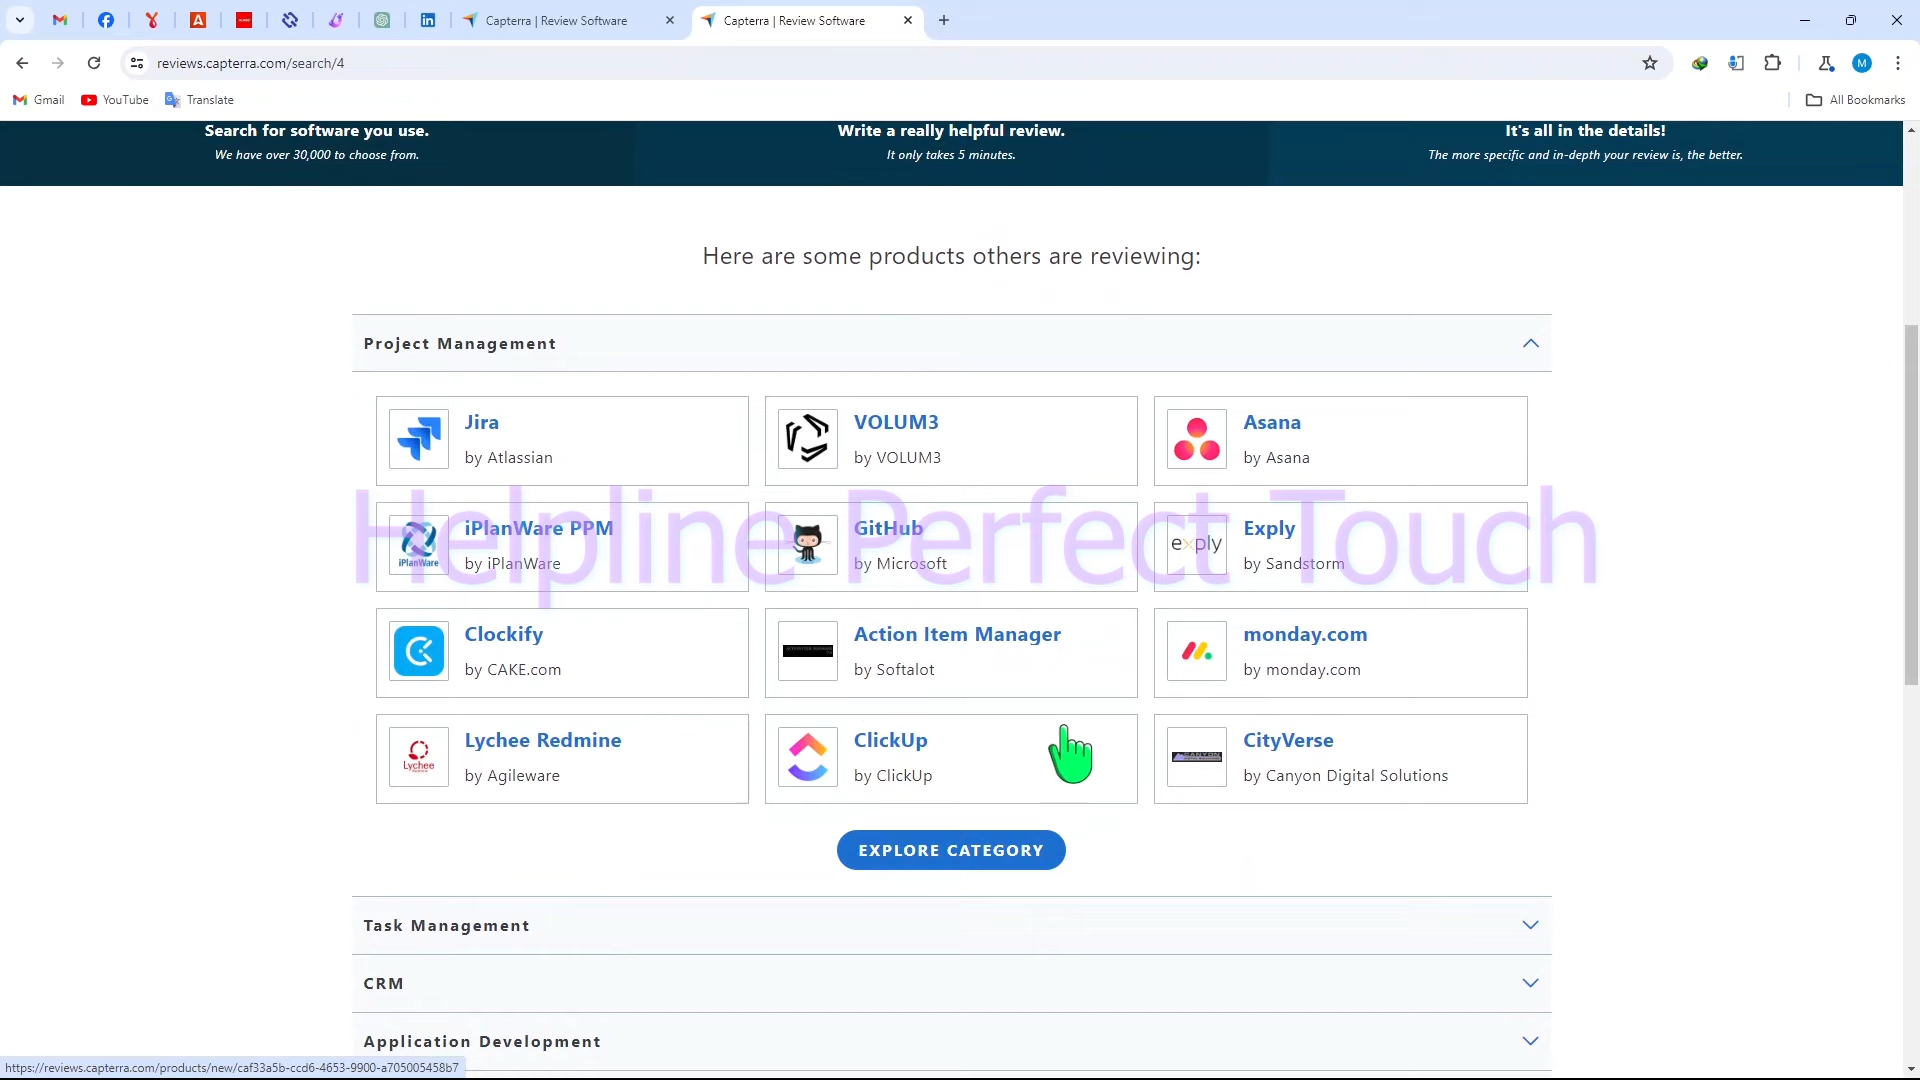 Capterra | Review Software
Capterra | Review Software
reviews.capterra.com/search/4
M
Gmail
YouTube
Translate
All Bookmarks
Search for software you use.
We have over 30,000 to choose from.
Write a really helpful review.
It only takes 5 minutes.
It's all in the details!
The more specific and in-depth your review is, the better.
Here are some products others are reviewing:
Project Management
Jira
by Atlassian
VOLUM3
by VOLUM3
Asana
by Asana
iPlanWare
iPlanWare PPM
by iPlanWare
GitHub
by Microsoft
exply
Exply
by Sandstorm
Helpline Perfect Touch
Clockify
by CAKE.com
Action Item Manager
by Softalot
monday.com
by monday.com
Lychee
Lychee Redmine
by Agileware
ClickUp
by ClickUp
CANYON
CityVerse
by Canyon Digital Solutions
EXPLORE CATEGORY
Task Management
CRM
Application Development
https://reviews.capterra.com/products/new/caf33a5b-ccd6-4653-9900-a705005458b7